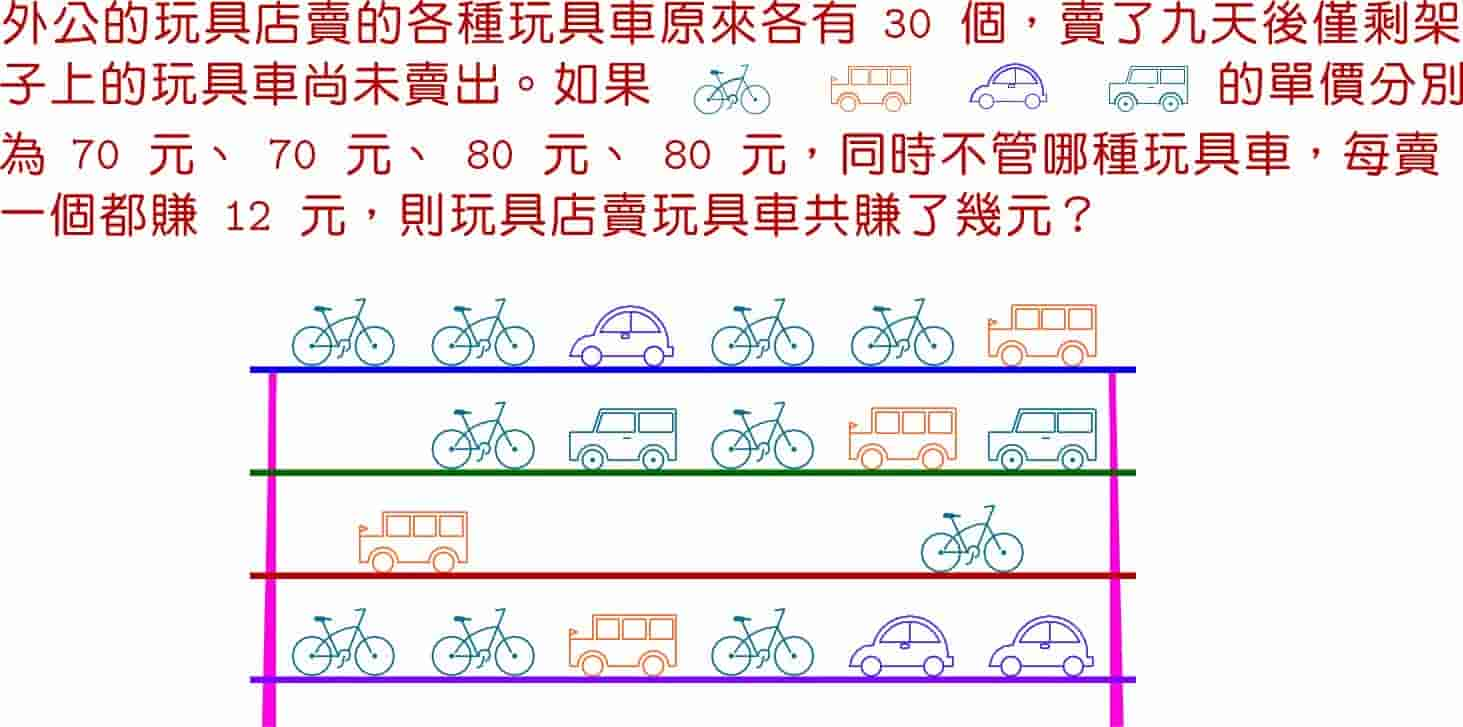 外公的玩具店賣的各種玩具車原來各有 30 個，賣了九天後僅剩架
子上的玩具車尚未賣出。如果 的單價分別
為 70 元、 70 元、 80 元、 80 元，同時不管哪種玩具車，每賣
一個都賺 12 元，則玩具店賣玩具車共賺了幾元？